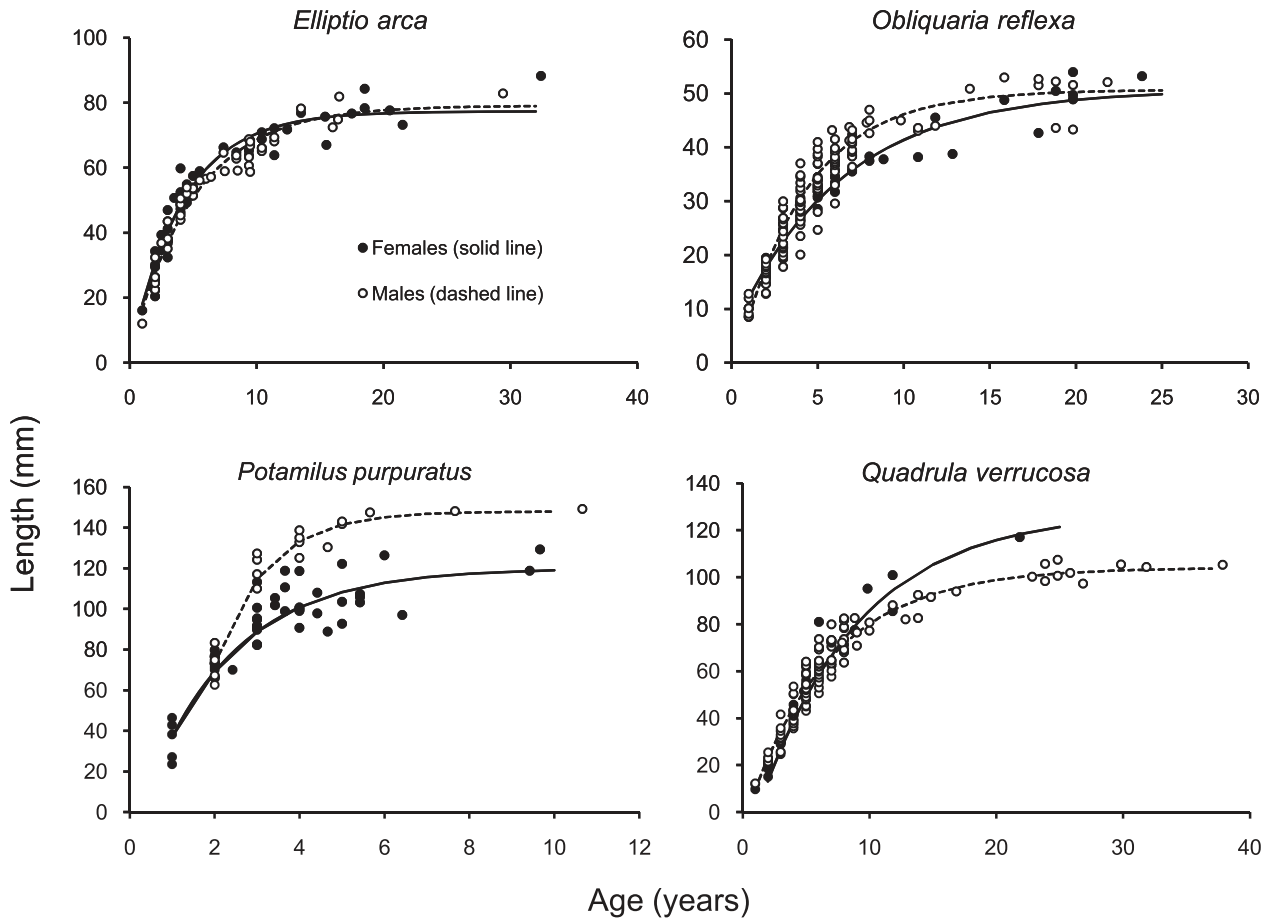 Elliptio arca
100
80
60
40
20
0
0 10 20 30 40
Females (solid line)
Males (dashed line)
Obliquaria reflexa
60
50
40
30
20
10
0
0 5 10 15 20 25 30
Length (mm)
Potamilus purpuratus
160
140
120
100
80
60
40
20
0
0 2 4 6 8 10 12
Quadrula verrucosa
140
120
100
80
60
40
20
0
0 10 20 30 40
Age (years)